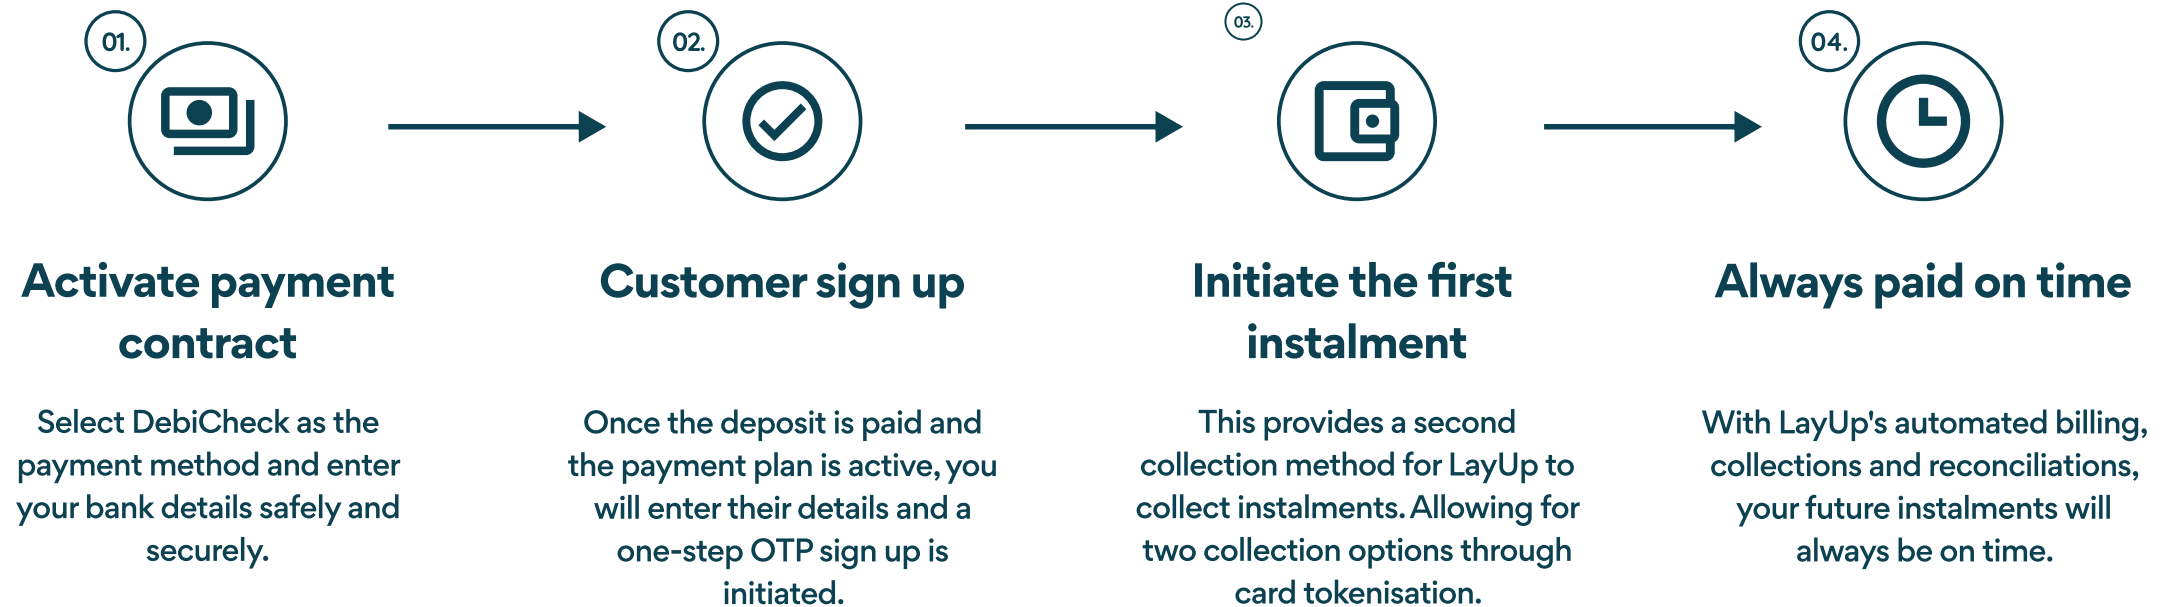 01.
Activate payment
contract
Select DebiCheck as the
payment method and enter
your bank details safely and
securely.
02.
Customer sign up
Once the deposit is paid and
the payment plan is active, you
will enter their details and a
one-step OTP sign up is
initiated.
03.
Initiate the first
instalment
This provides a second
collection method for LayUp to
collect instalments. Allowing for
two collection options through
card tokenisation.
04.
Always paid on time
With LayUp's automated billing,
collections and reconciliations,
your future instalments will
always be on time.